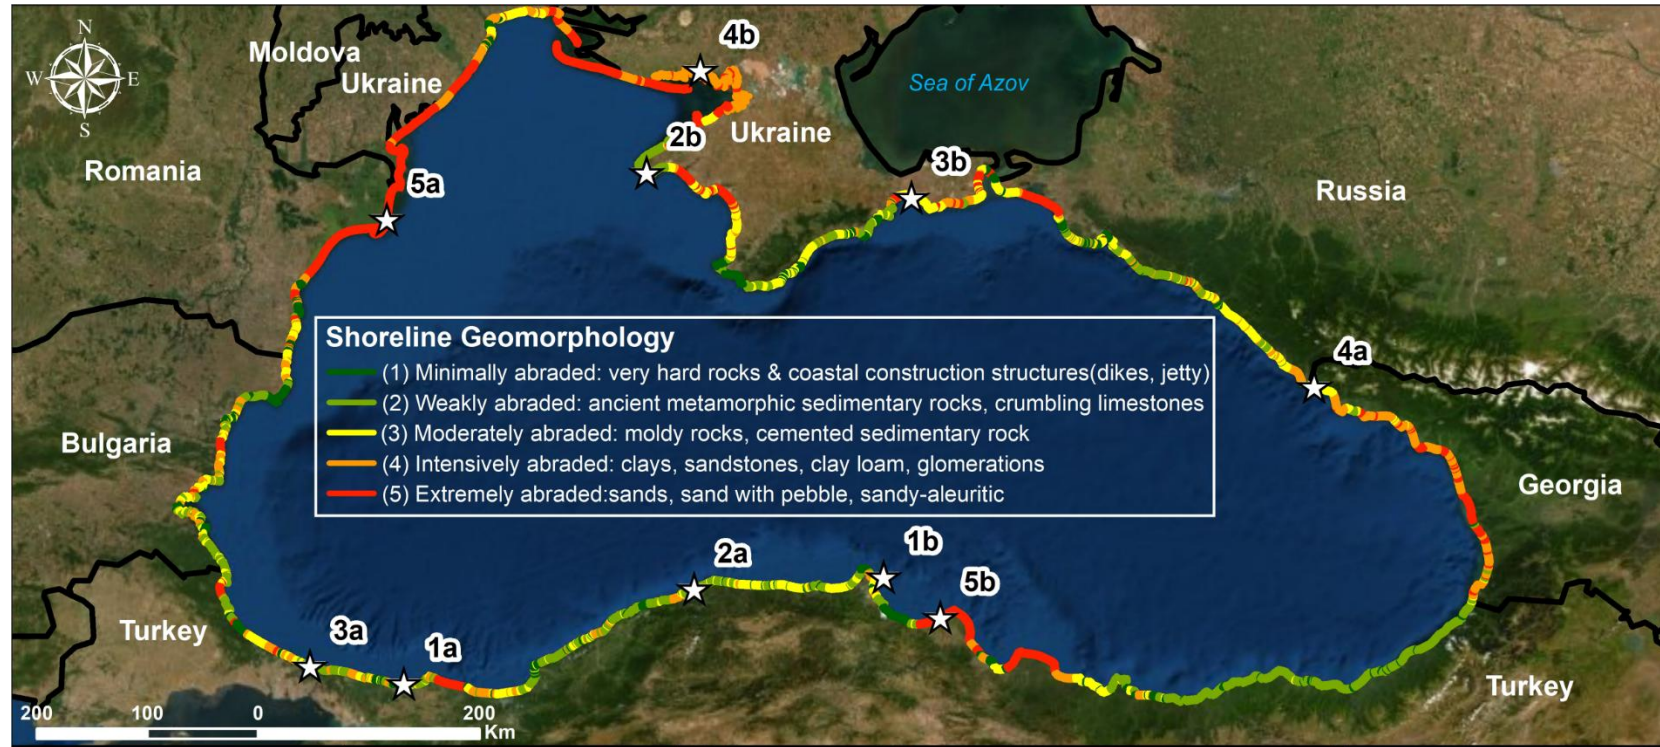 N
W E
S
Moldova
Ukraine
4b
Sea of Azov
2b
Ukraine
Romania
5a
3b
Russia
Shoreline Geomorphology
(1) Minimally abraded: very hard rocks & coastal construction structures(dikes, jetty)
(2) Weakly abraded: ancient metamorphic sedimentary rocks, crumbling limestones
(3) Moderately abraded: moldy rocks, cemented sedimentary rock
(4) Intensively abraded: clays, sandstones, clay loam, glomerations
(5) Extremely abraded:sands, sand with pebble, sandy-aleuritic
4a
Bulgaria
Georgia
2a
1b
5b
Turkey
3a
1a
Turkey
200 100 0 200
Km